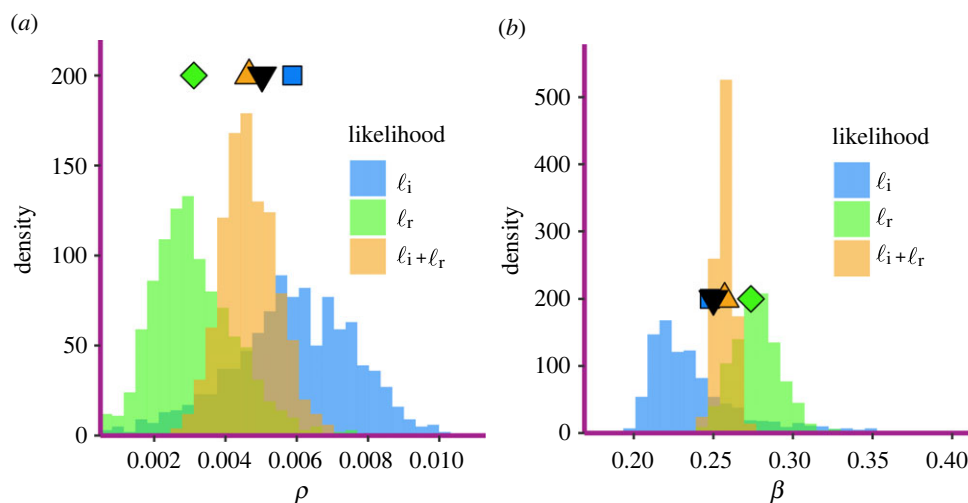 (a)
200
150
100
50
0
density
0.002 0.004 0.006 0.008 0.010
ρ
likelihood
ℓi
ℓr
ℓi + ℓr
(b)
500
400
300
200
100
0
density
0.20 0.25 0.30 0.35 0.40
β
likelihood
ℓi
ℓr
ℓi + ℓr